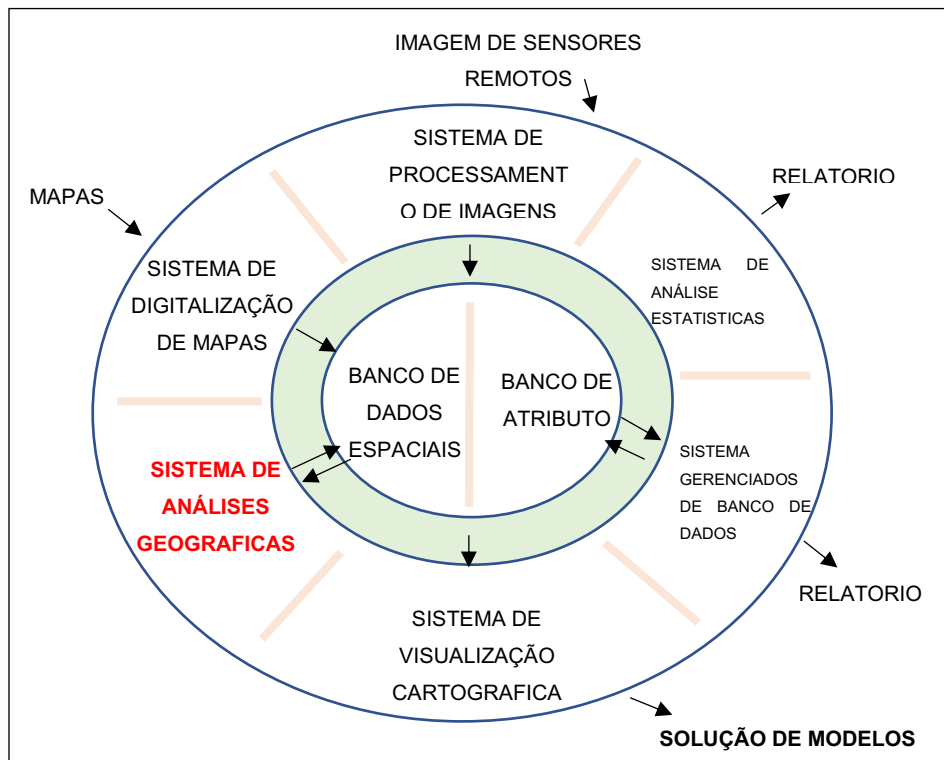 IMAGEM DE SENSORES
REMOTOS
SISTEMA DE
PROCESSAMENT
O DE IMAGENS
RELATORIO
MAPAS
SISTEMA DE
DIGITALIZAÇÃO
DE MAPAS
SISTEMA DE
ANÁLISE
ESTATISTICAS
BANCO DE
DADOS
ESPACIAIS
BANCO DE
ATRIBUTO
SISTEMA DE
ANÁLISES
GEOGRAFICAS
SISTEMA
GERENCIADOS
DE BANCO DE
DADOS
RELATORIO
SISTEMA DE
VISUALIZAÇÃO
CARTOGRAFICA
SOLUÇÃO DE MODELOS